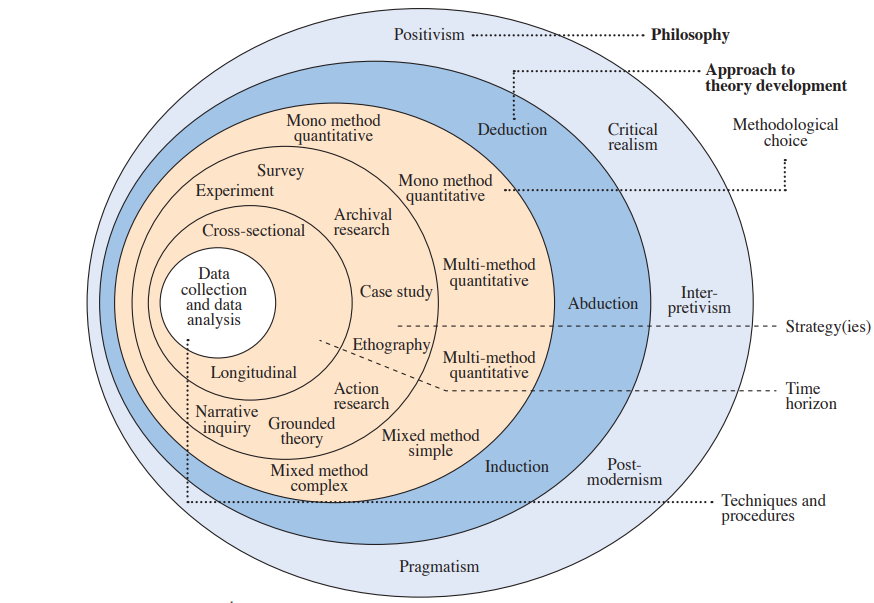 Positivism
Philosophy
Approach to
theory development
Mono method
quantitative
Deduction
Critical
realism
Methodological
choice
Survey
Experiment
Mono method
quantitative
Archival
research
Cross-sectional
Multi-method
quantitative
Data
collection
and data
analysis
Case study
Abduction
Inter-
pretivism
Strategy(ies)
Ethography
Multi-method
quantitative
Longitudinal
Time
horizon
Action
research
Narrative
inquiry
Grounded
theory
Mixed method
simple
Mixed method
complex
Induction
Post-
modernism
Techniques and
procedures
Pragmatism